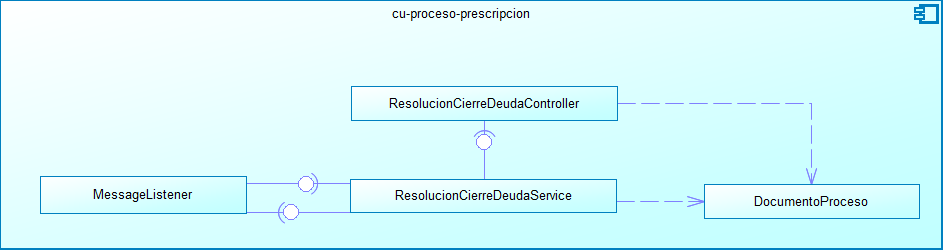 cu-proceso-prescripcion
ResolucionCierreDeudaController
MessageListener
ResolucionCierreDeudaService
DocumentoProceso